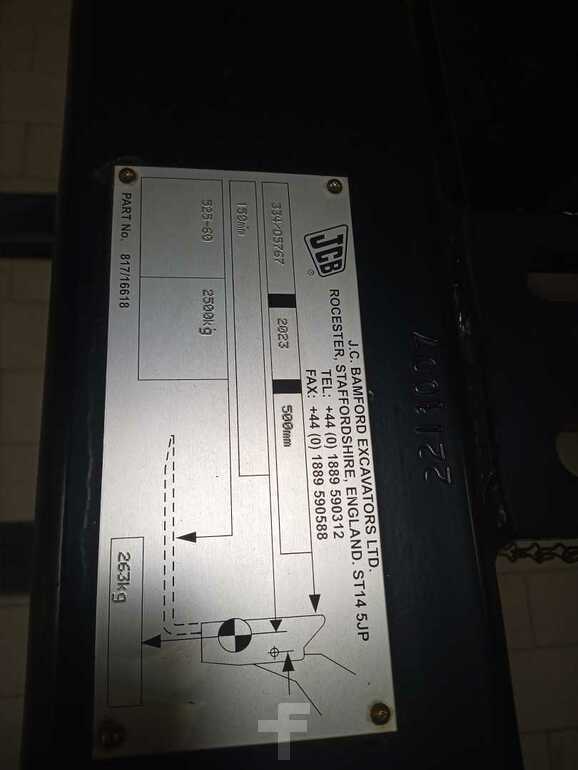 JCB
®
J.C. BAMFORD EXCAVATORS LTD.
ROCESTER, STAFFORDSHIRE, ENGLAND. ST14 5JP
TEL: +44 (0) 1889 590312
FAX: +44 (0) 1889 590588
334/05767
2023
500mm
150mm
525-60
2500kg
263kg
PART No. 817/16618
f